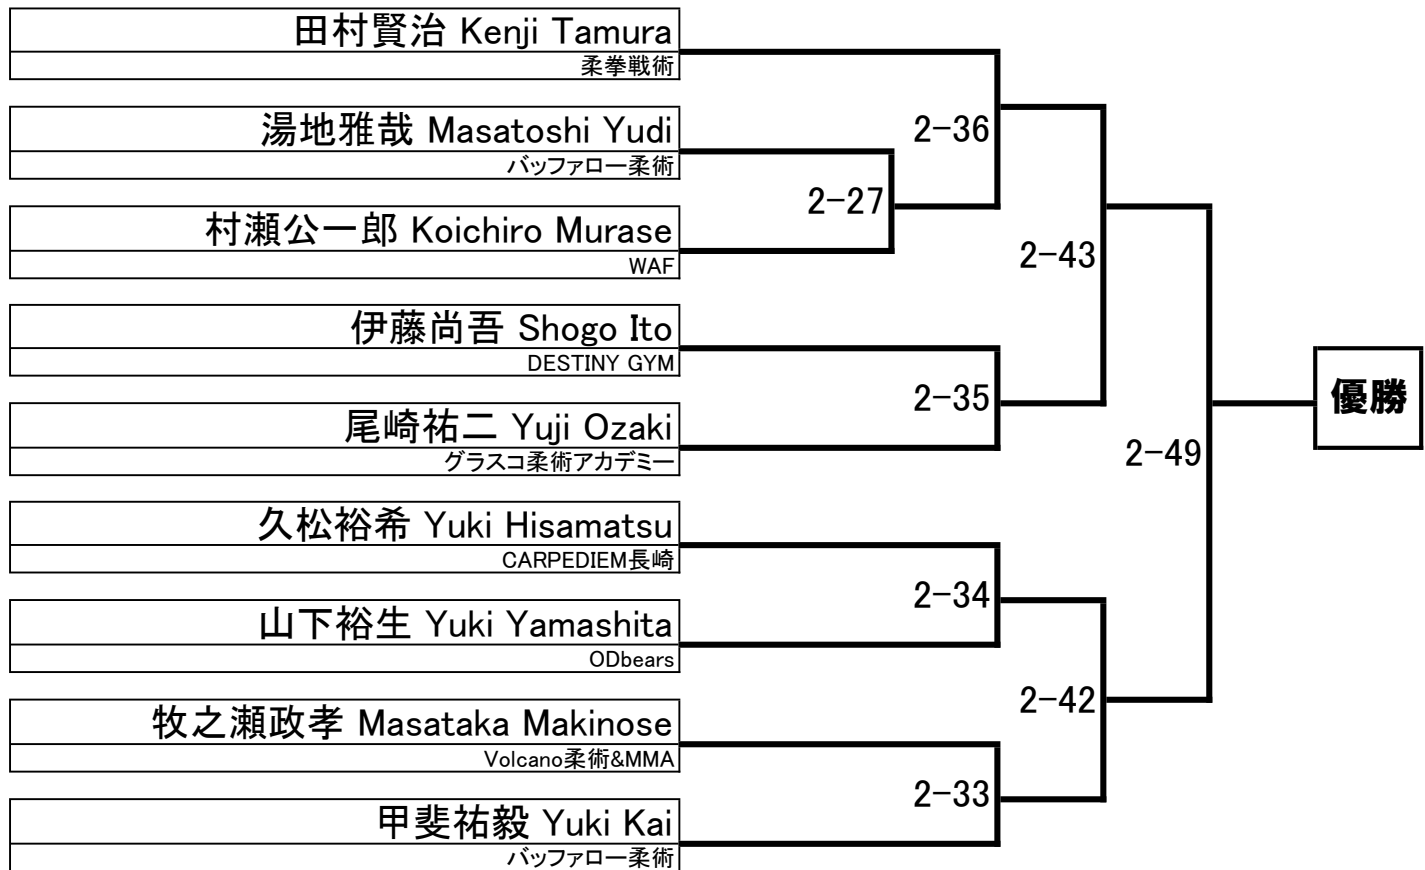 田村賢治 Kenji Tamura
柔拳戦術
湯地雅哉 Masatoshi Yudi
バッファロー柔術
村瀬公一郎 Koichiro Murase
WAF
伊藤尚吾 Shogo Ito
DESTINY GYM
尾崎祐二 Yuji Ozaki
グラスコ柔術アカデミー
久松裕希 Yuki Hisamatsu
CARPEDIEM長崎
山下裕生 Yuki Yamashita
ODbears
牧之瀬政孝 Masataka Makinose
Volcano柔術&MMA
甲斐祐毅 Yuki Kai
バッファロー柔術
2-27
2-36
2-35
2-34
2-33
2-43
2-42
2-49
優勝